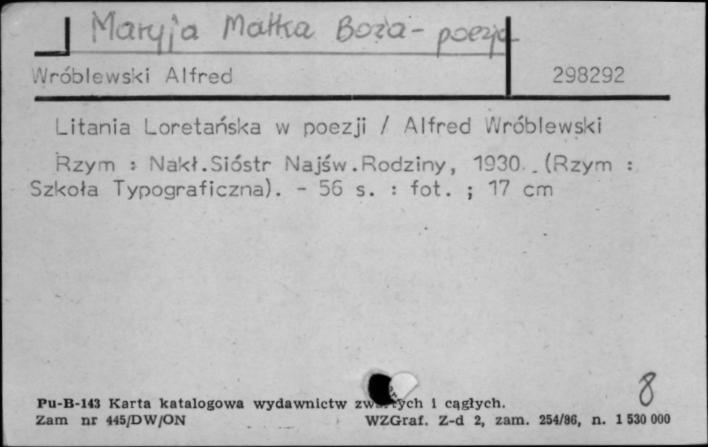 Maryja Matka Boża - poezja
Wróblewski Alfred 298292
Litania Loretańska w poezji / Alfred Wróblewski
Rzym : Nakł.Sióstr Najśw.Rodziny, 1930. (Rzym :
Szkoła Typograficzna). - 56 s. : fot. ; 17 cm
8
Pu-B-143 Karta katalogowa wydawnictw zwartych i cągłych.
Zam nr 445/DW/ON WZGraf. Z-d 2, zam. 254/86, n. 1 530 000